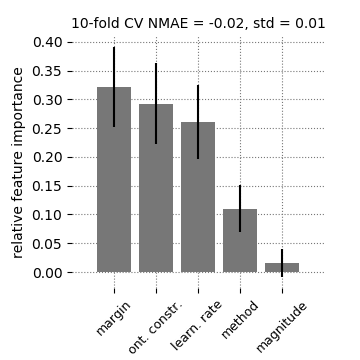 10-fold CV NMAE = -0.02, std = 0.01
relative feature importance
0.40
0.35
0.30
0.25
0.20
0.15
0.10
0.05
0.00
margin
ont. constr.
learn. rate
method
magnitude